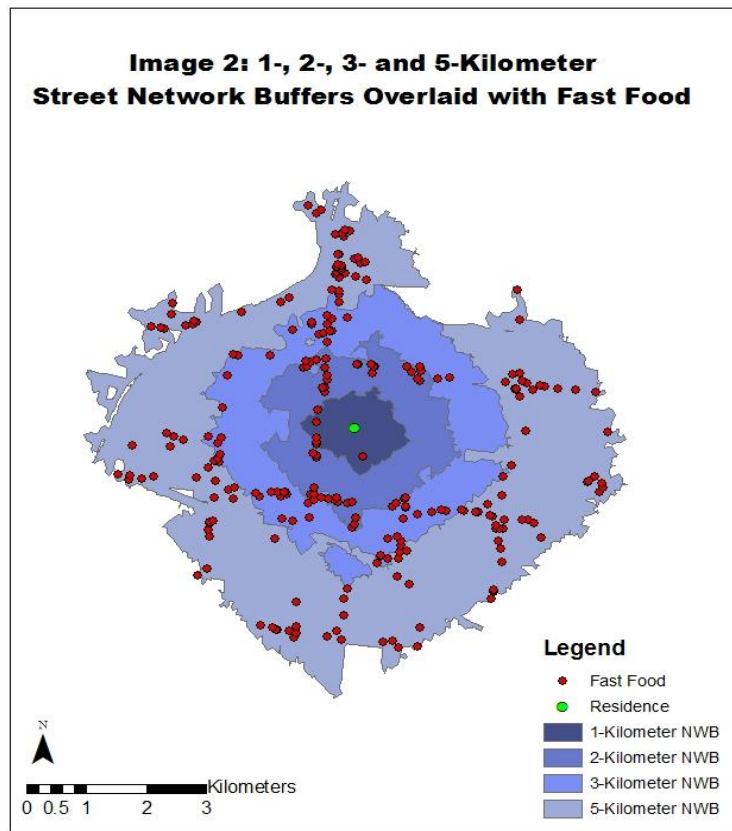 Image 2: 1-, 2-, 3- and 5-Kilometer
Street Network Buffers Overlaid with Fast Food
Legend
Fast Food
Residence
1-Kilometer NWB
2-Kilometer NWB
3-Kilometer NWB
5-Kilometer NWB
N
Kilometers
0 0.5 1 2 3